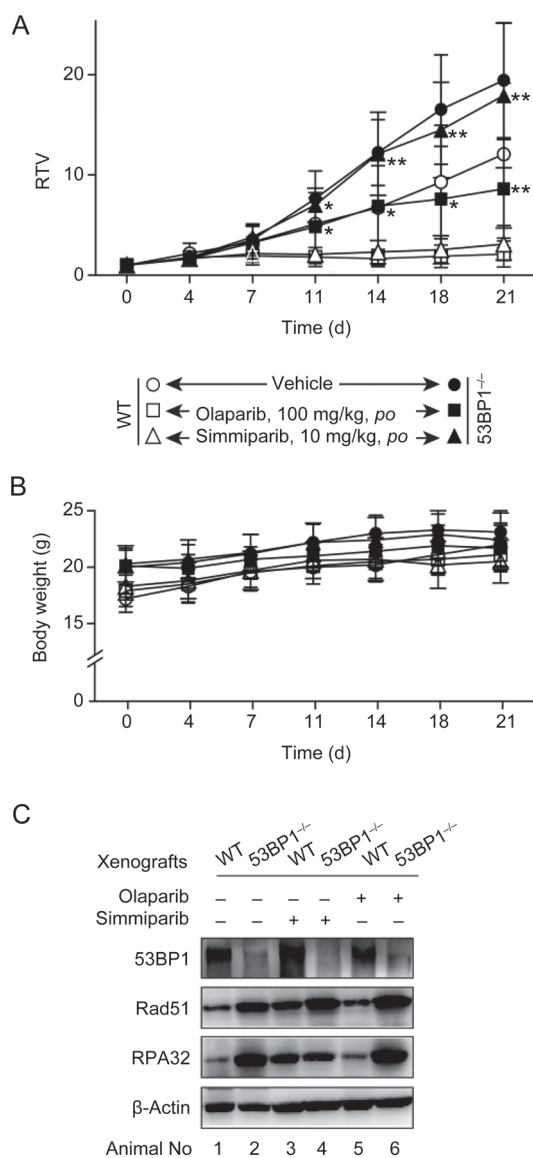 A
20
10
0
RTV
*
*
**
*
**
*
**
**
0 4 7 11 14 18 21
Time (d)
WT
Vehicle
Olaparib, 100 mg/kg, po
Simmiparib, 10 mg/kg, po
53BP1−/−
B
25
20
15
0
Body weight (g)
0 4 7 11 14 18 21
Time (d)
C
Xenografts WT 53BP1−/− WT 53BP1−/− WT 53BP1−/−
Olaparib – – – – + +
Simmiparib – – + + – –
53BP1
Rad51
RPA32
β-Actin
Animal No 1 2 3 4 5 6